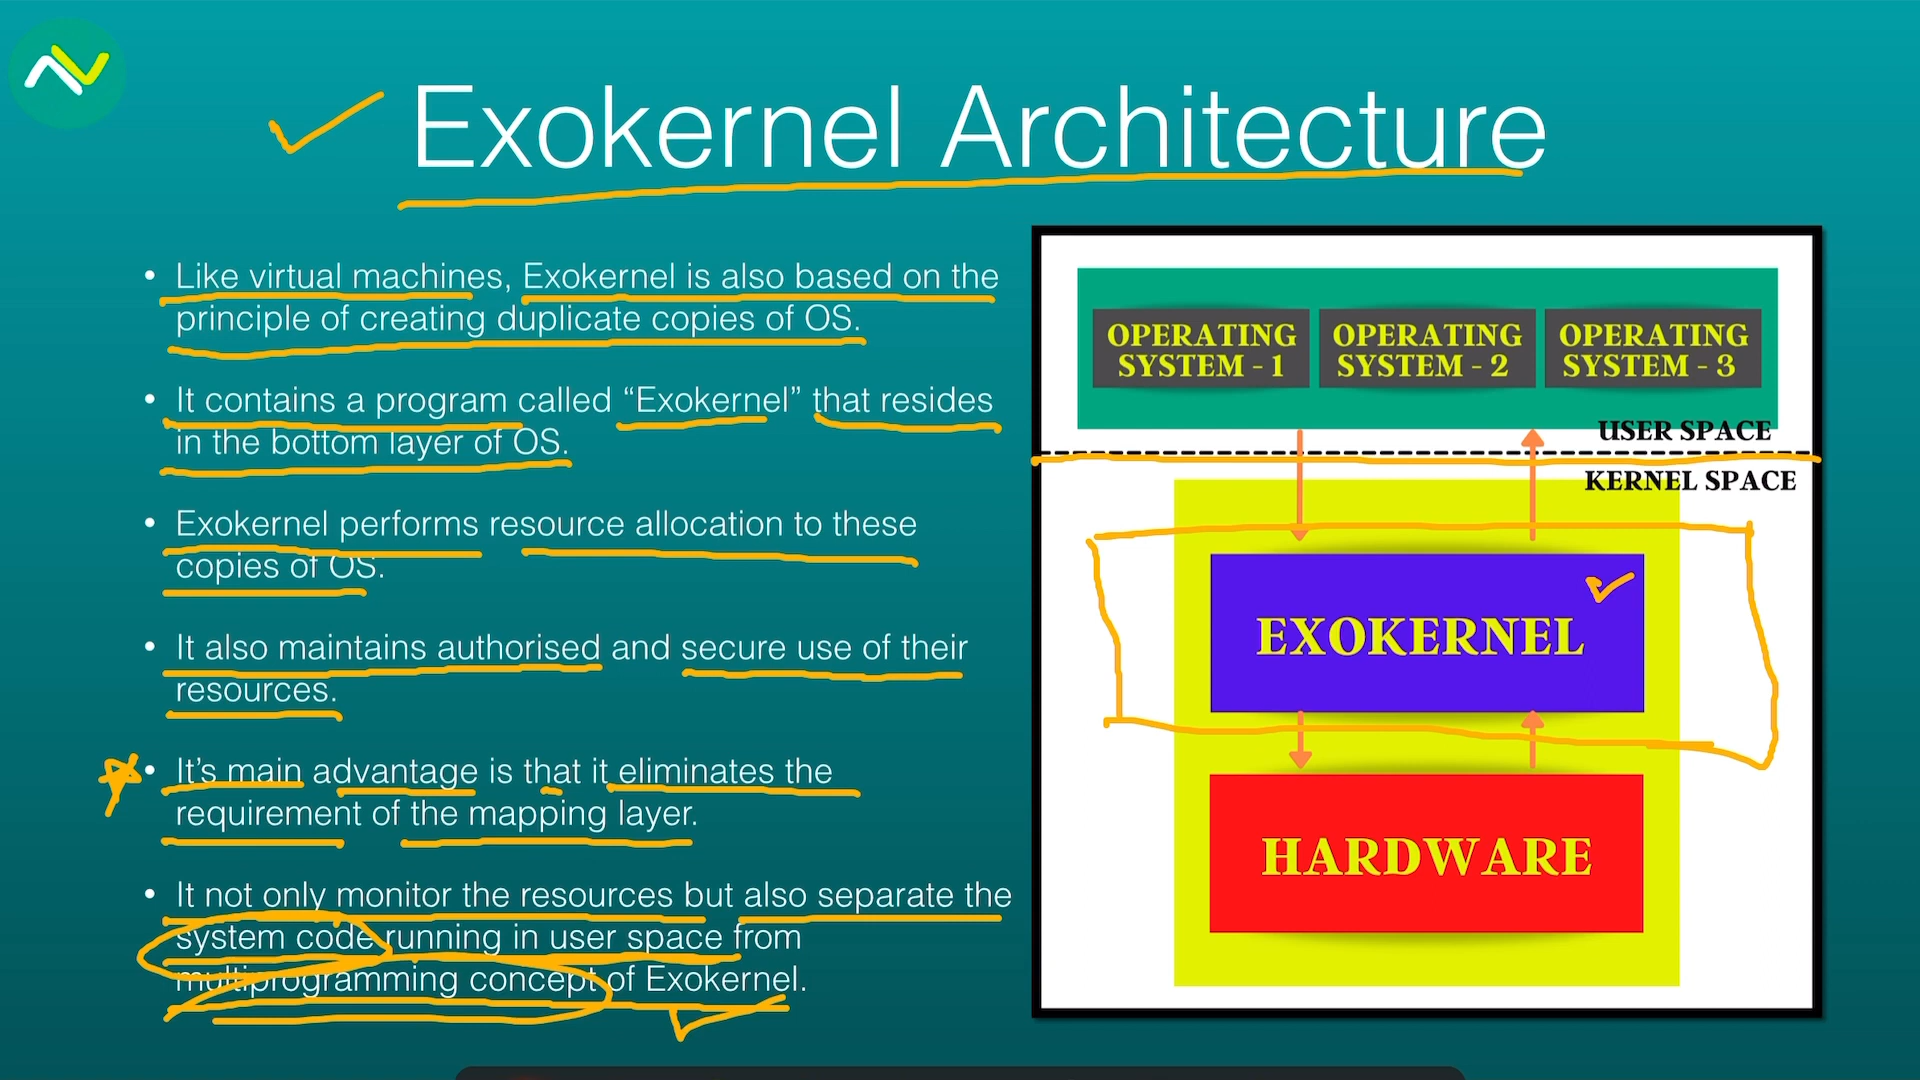 Exokernel Architecture
• Like virtual machines, Exokernel is also based on the
principle of creating duplicate copies of OS.
• It contains a program called “Exokernel” that resides
in the bottom layer of OS.
• Exokernel performs resource allocation to these
copies of OS.
• It also maintains authorised and secure use of their
resources.
• It’s main advantage is that it eliminates the
requirement of the mapping layer.
• It not only monitor the resources but also separate the
system code running in user space from
multiprogramming concept of Exokernel.
OPERATING
SYSTEM - 1
OPERATING
SYSTEM - 2
OPERATING
SYSTEM - 3
USER SPACE
KERNEL SPACE
EXOKERNEL
HARDWARE